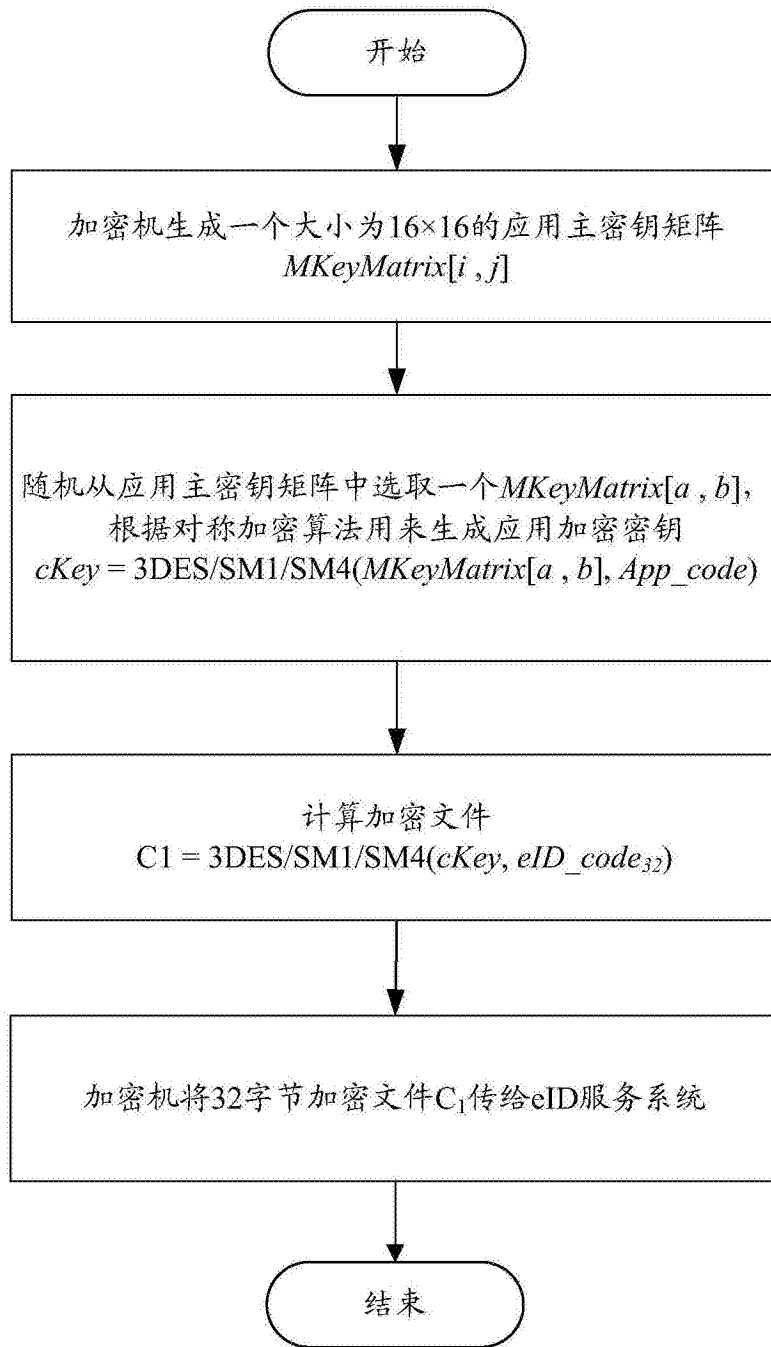 开始
加密机生成一个大小为16×16的应用主密钥矩阵
MKeyMatrix[i , j]
随机从应用主密钥矩阵中选取一个MKeyMatrix[a , b]，
根据对称加密算法用来生成应用加密密钥
cKey = 3DES/SM1/SM4(MKeyMatrix[a , b], App_code)
计算加密文件
C1 = 3DES/SM1/SM4(cKey, eID_code₃₂)
加密机将32字节加密文件C₁传给eID服务系统
结束